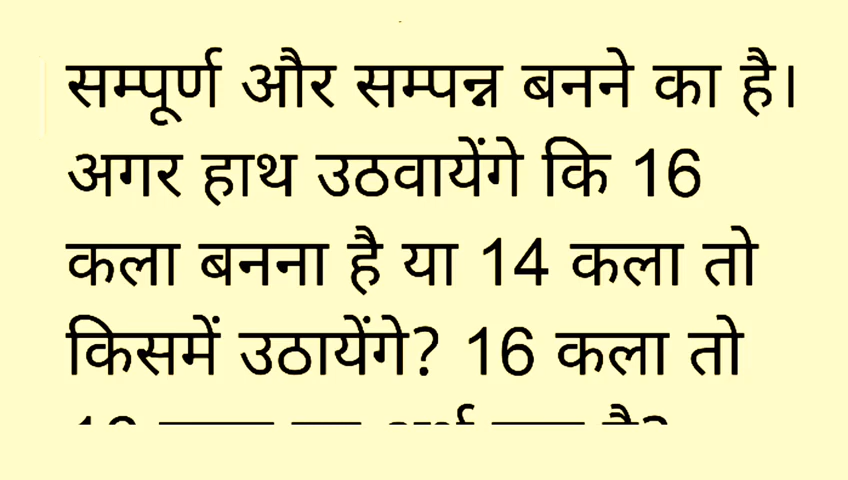 सम्पूर्ण और सम्पन्न बनने का है।
अगर हाथ उठवायेंगे कि 16
कला बनना है या 14 कला तो
किसमें उठायेंगे? 16 कला तो